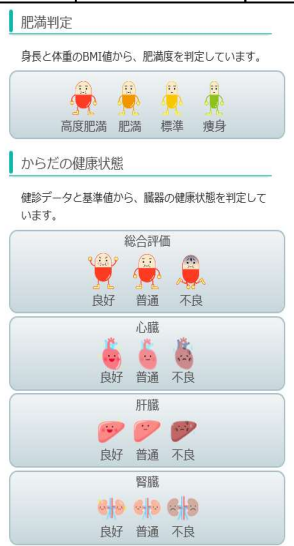 肥満判定
身長と体重のBMI値から、肥満度を判定しています。
高度肥満 肥満 標準 痩身
からだの健康状態
健診データと基準値から、臓器の健康状態を判定して
います。
総合評価
良好 普通 不良
心臓
良好 普通 不良
肝臓
良好 普通 不良
腎臓
良好 普通 不良